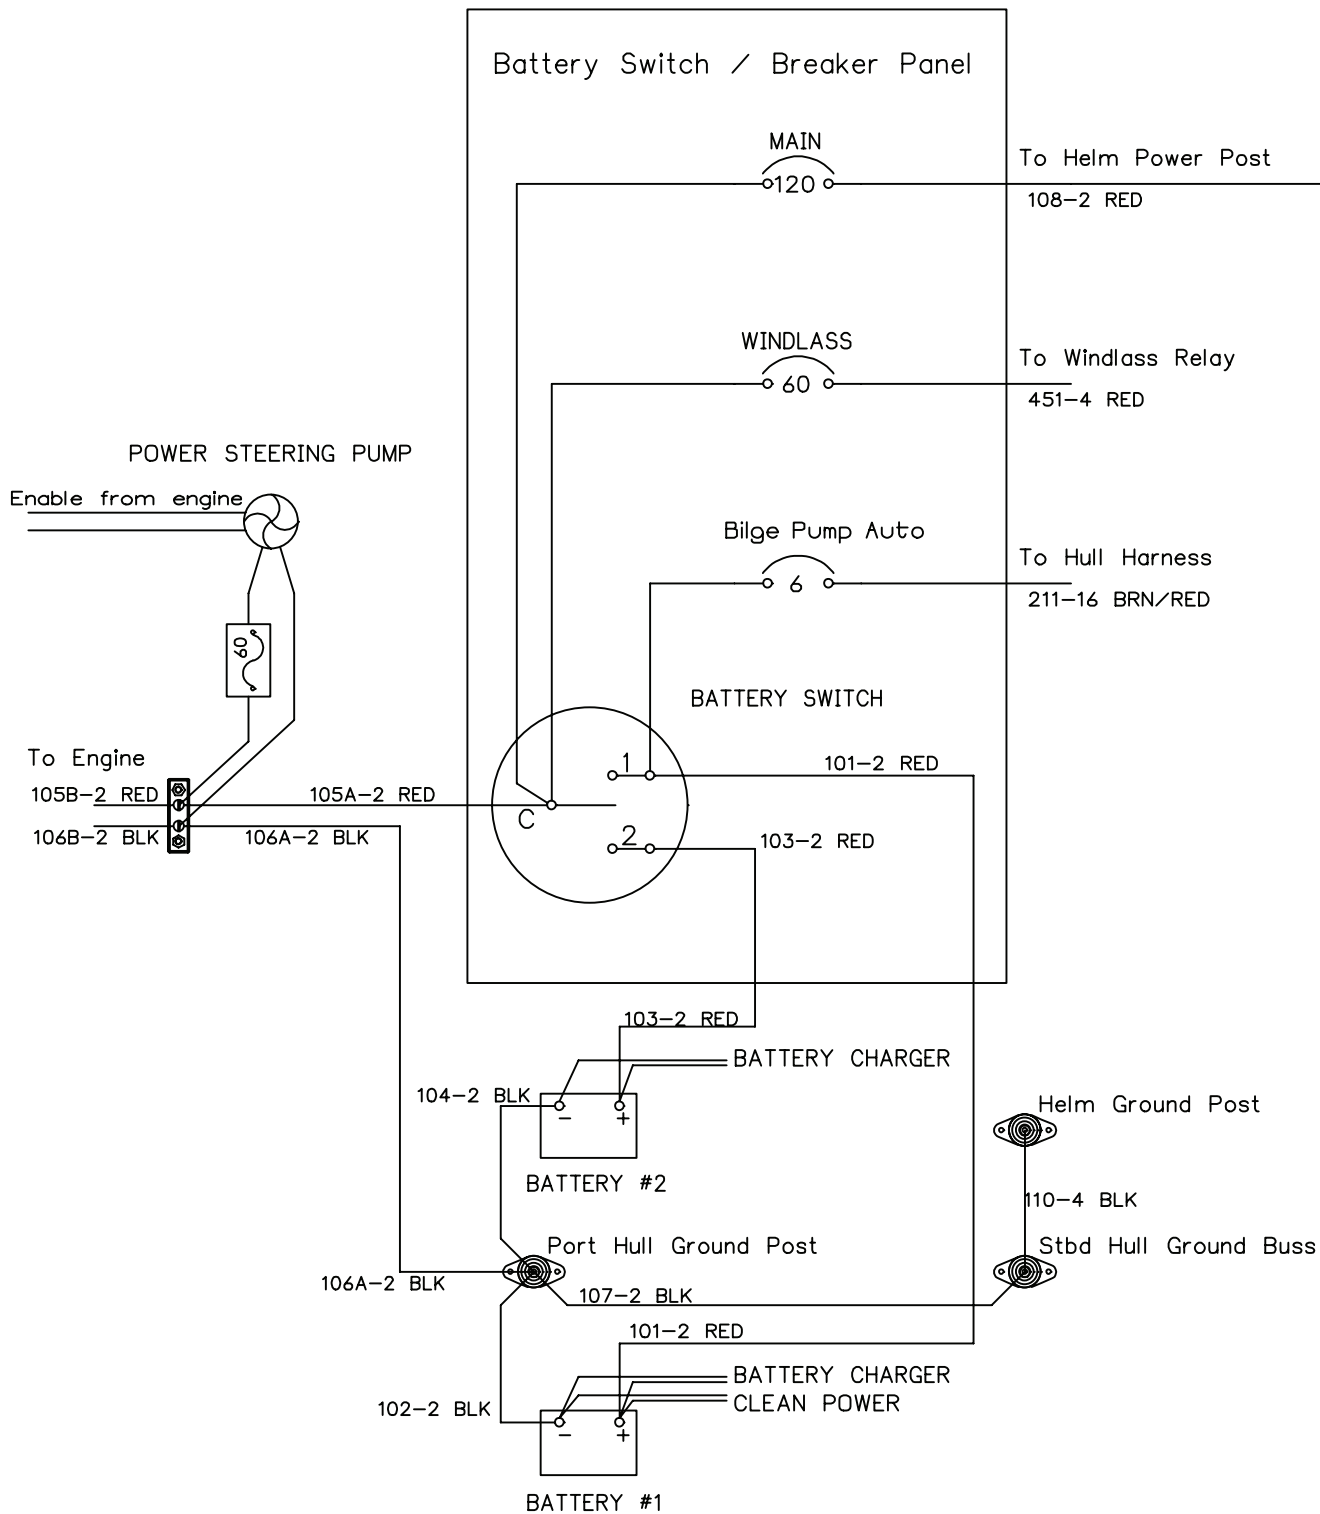 Battery Switch / Breaker Panel
MAIN
120
To Helm Power Post
108-2 RED
WINDLASS
60
To Windlass Relay
451-4 RED
POWER STEERING PUMP
Enable from engine
Bilge Pump Auto
6
To Hull Harness
211-16 BRN/RED
60
BATTERY SWITCH
To Engine
1
101-2 RED
105B-2 RED
105A-2 RED
C
106B-2 BLK
106A-2 BLK
2
103-2 RED
103-2 RED
BATTERY CHARGER
104-2 BLK
- +
BATTERY #2
Helm Ground Post
110-4 BLK
Port Hull Ground Post
Stbd Hull Ground Buss
106A-2 BLK
107-2 BLK
101-2 RED
BATTERY CHARGER
CLEAN POWER
102-2 BLK
- +
BATTERY #1